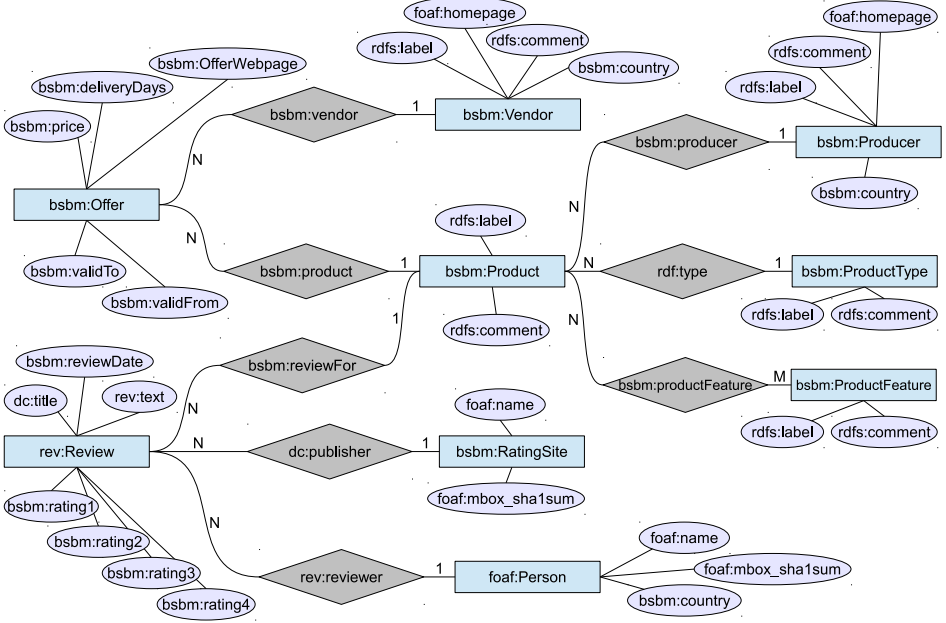 foaf:homepage
foaf:homepage
rdfs:label
rdfs:comment
rdfs:comment
bsbm:OfferWebpage
bsbm:country
bsbm:deliveryDays
rdfs:label
bsbm:vendor
1
bsbm:Vendor
bsbm:price
bsbm:producer
1
bsbm:Producer
N
bsbm:country
bsbm:Offer
N
N
rdfs:label
bsbm:validTo
bsbm:product
1
bsbm:Product
N
rdf:type
1
bsbm:ProductType
bsbm:validFrom
rdfs:label
rdfs:comment
1
N
rdfs:comment
bsbm:reviewDate
bsbm:reviewFor
bsbm:productFeature
M
bsbm:ProductFeature
dc:title
rev:text
N
foaf:name
rdfs:label
rdfs:comment
rev:Review
N
dc:publisher
1
bsbm:RatingSite
bsbm:rating1
foaf:mbox_sha1sum
N
bsbm:rating2
foaf:name
bsbm:rating3
rev:reviewer
1
foaf:Person
foaf:mbox_sha1sum
bsbm:rating4
bsbm:country